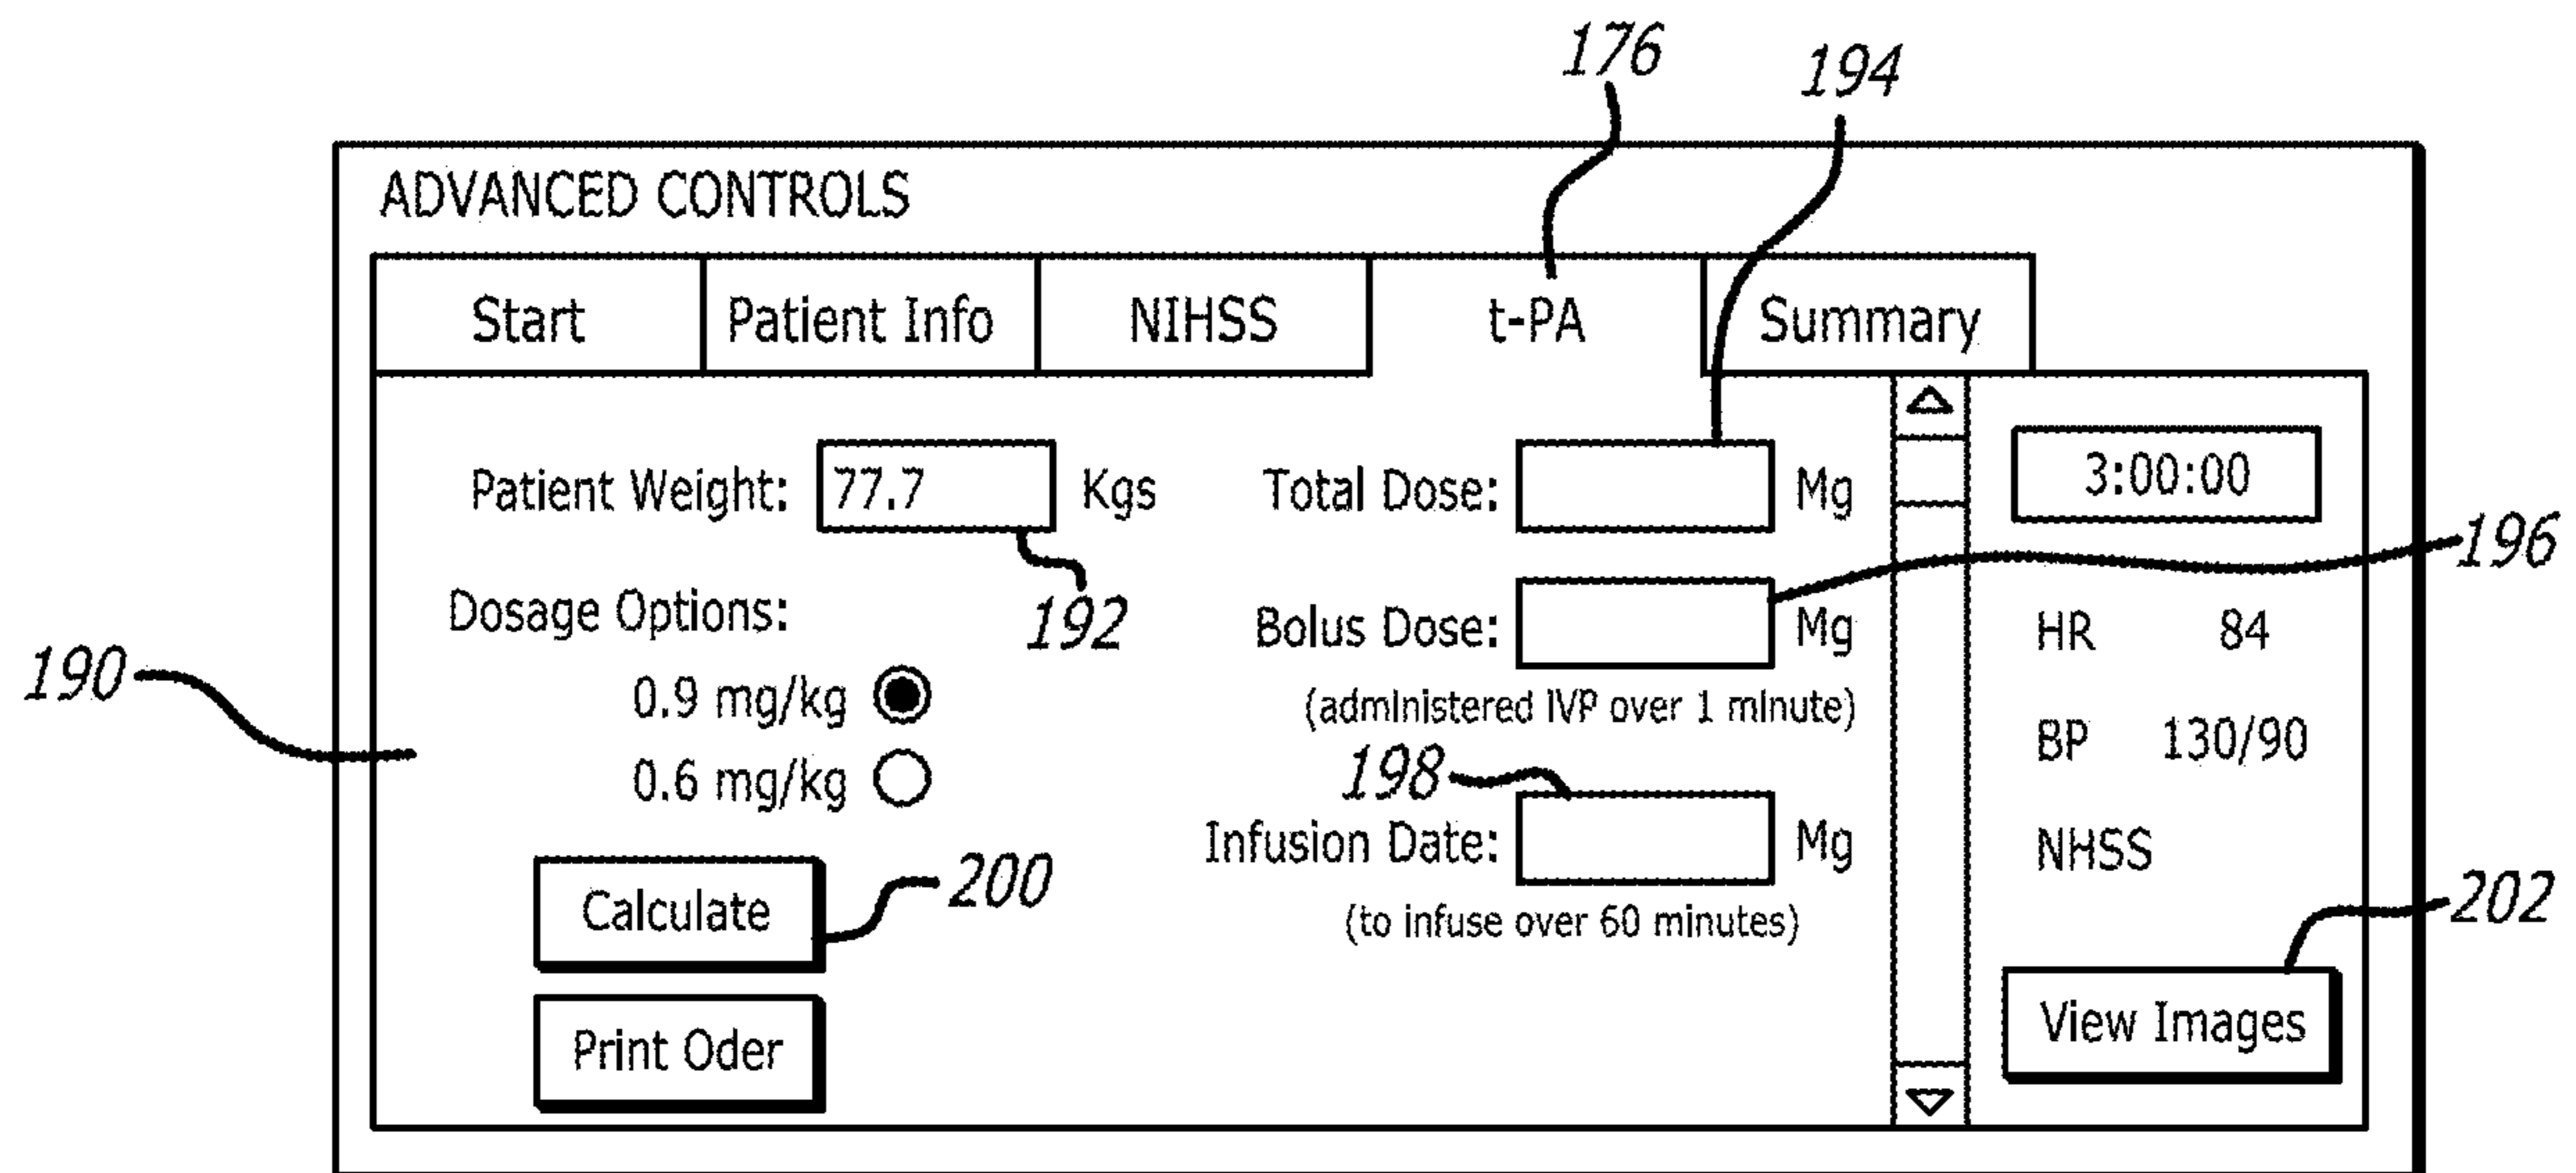 176
194
ADVANCED CONTROLS
Start Patient Info NIHSS t-PA Summary
Patient Weight: 77.7 Kgs Total Dose: Mg 3:00:00
192
196
Dosage Options: Bolus Dose: Mg HR 84
(administered IVP over 1 minute)
190
0.9 mg/kg
BP 130/90
0.6 mg/kg
198
Infusion Date: Mg NHSS
(to infuse over 60 minutes)
Calculate
200
202
Print Oder View Images